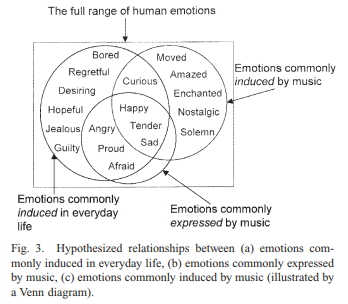 The full range of human emotions
Bored
Regretful
Desiring
Hopeful
Jealous
Guilty
Angry
Proud
Afraid
Curious
Happy
Tender
Sad
Moved
Amazed
Enchanted
Nostalgic
Solemn
Emotions commonly
induced by music
Emotions commonly
induced in everyday
life
Emotions commonly
expressed by music
Fig. 3. Hypothesized relationships between (a) emotions com-
monly induced in everyday life, (b) emotions commonly expressed
by music, (c) emotions commonly induced by music (illustrated by
a Venn diagram).